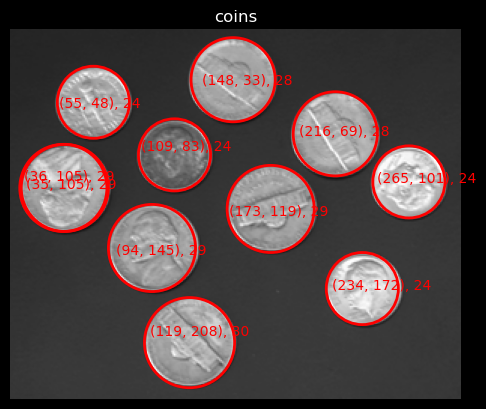 coins
(148, 33), 28
(55, 48), 24
(216, 69), 28
(109, 83), 24
(265, 101), 24
(36, 105), 29
(35, 105), 29
(173, 119), 29
(94, 145), 29
(234, 172), 24
(119, 208), 30